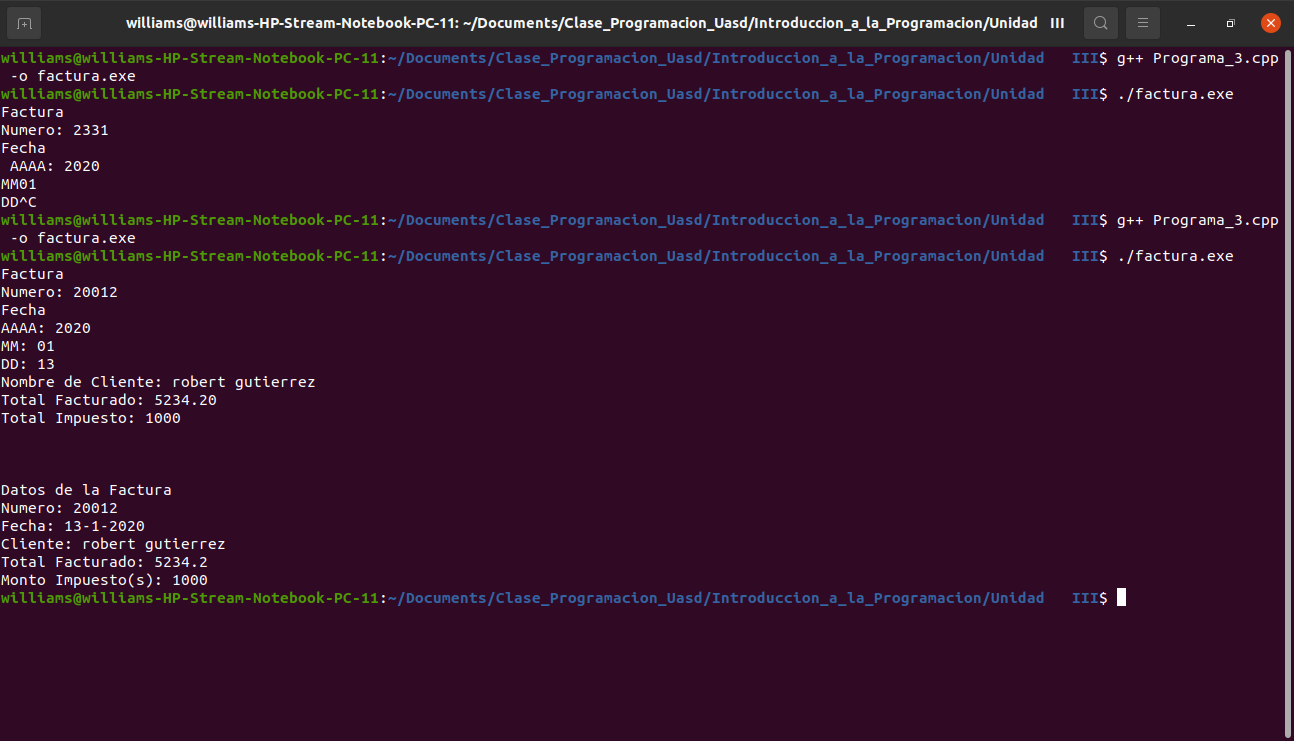 williams@williams-HP-Stream-Notebook-PC-11: ~/Documents/Clase_Programacion_Uasd/Introduccion_a_la_Programacion/Unidad   III
williams@williams-HP-Stream-Notebook-PC-11:~/Documents/Clase_Programacion_Uasd/Introduccion_a_la_Programacion/Unidad   III$ g++ Programa_3.cpp
 -o factura.exe
williams@williams-HP-Stream-Notebook-PC-11:~/Documents/Clase_Programacion_Uasd/Introduccion_a_la_Programacion/Unidad   III$ ./factura.exe
Factura
Numero: 2331
Fecha
 AAAA: 2020
MM01
DD^C
williams@williams-HP-Stream-Notebook-PC-11:~/Documents/Clase_Programacion_Uasd/Introduccion_a_la_Programacion/Unidad   III$ g++ Programa_3.cpp
 -o factura.exe
williams@williams-HP-Stream-Notebook-PC-11:~/Documents/Clase_Programacion_Uasd/Introduccion_a_la_Programacion/Unidad   III$ ./factura.exe
Factura
Numero: 20012
Fecha
AAAA: 2020
MM: 01
DD: 13
Nombre de Cliente: robert gutierrez
Total Facturado: 5234.20
Total Impuesto: 1000
Datos de la Factura
Numero: 20012
Fecha: 13-1-2020
Cliente: robert gutierrez
Total Facturado: 5234.2
Monto Impuesto(s): 1000
williams@williams-HP-Stream-Notebook-PC-11:~/Documents/Clase_Programacion_Uasd/Introduccion_a_la_Programacion/Unidad   III$